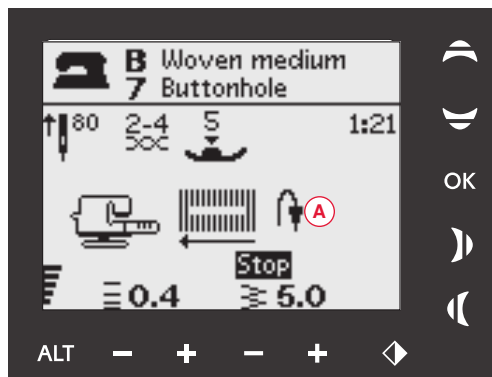 B Woven medium
7 Buttonhole
80 2-4 5 1:21
A
Stop
0.4 5.0
OK
ALT - + - +